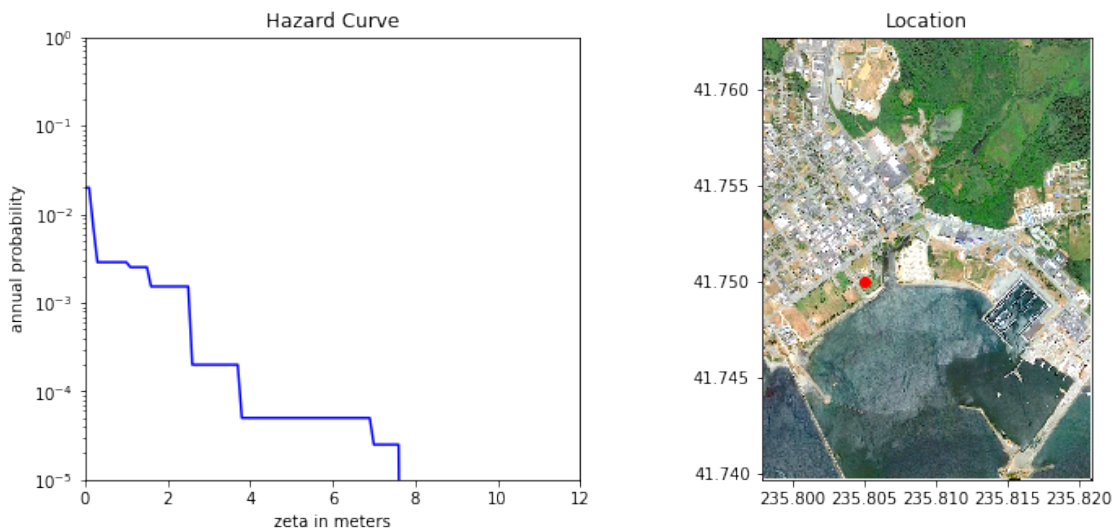 Hazard Curve
10⁰
10⁻¹
10⁻²
10⁻³
10⁻⁴
10⁻⁵
annual probability
0 2 4 6 8 10 12
zeta in meters
Location
41.760
41.755
41.750
41.745
41.740
235.800 235.805 235.810 235.815 235.820